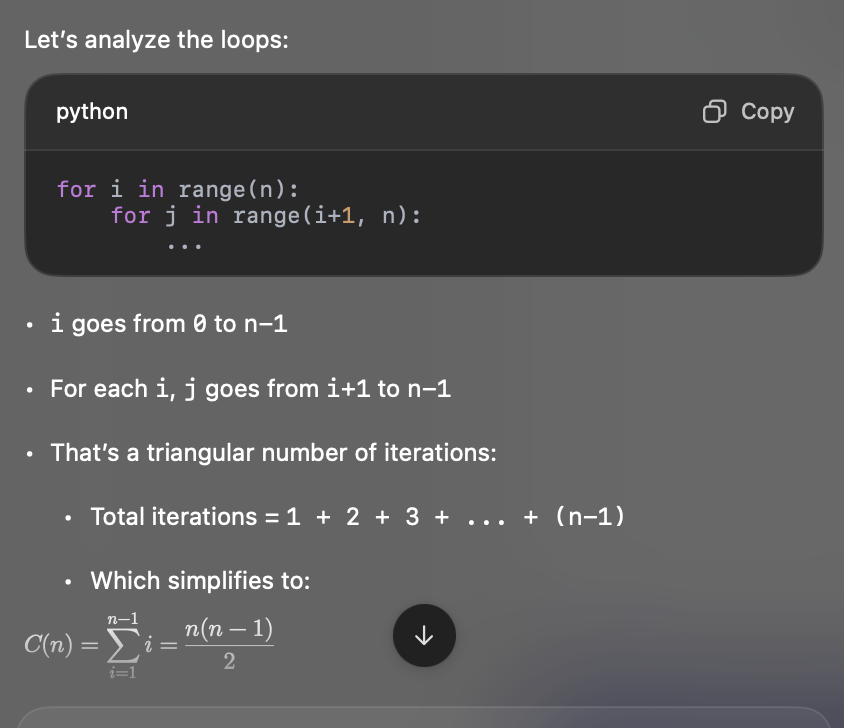 Let's analyze the loops:
python
Copy
for i in range(n):
    for j in range(i+1, n):
        ...
• i goes from 0 to n−1
• For each i, j goes from i+1 to n−1
• That's a triangular number of iterations:
• Total iterations = 1 + 2 + 3 + ... + (n−1)
• Which simplifies to:
C(n) = ∑_{i=1}^{n−1} i = n(n − 1)/2